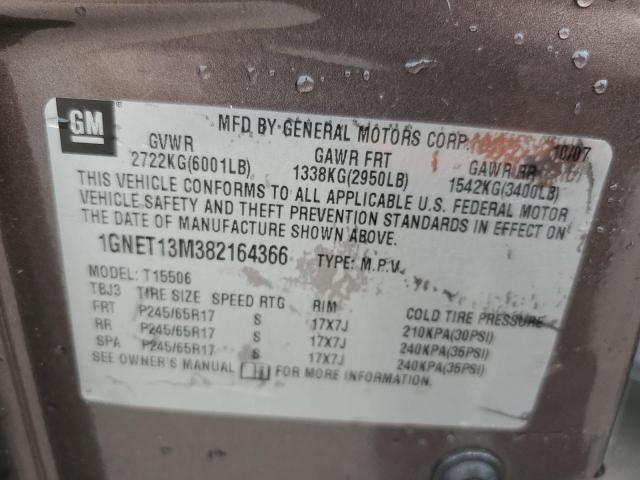 GM
MFD BY GENERAL MOTORS CORP. 10/07
GVWR GAWR FRT GAWR RR
2722KG(6001LB) 1338KG(2950LB) 1542KG(3400LB)
THIS VEHICLE CONFORMS TO ALL APPLICABLE U.S. FEDERAL MOTOR
VEHICLE SAFETY AND THEFT PREVENTION STANDARDS IN EFFECT ON
THE DATE OF MANUFACTURE SHOWN ABOVE.
1GNET13M382164366 TYPE: M.P.V.
MODEL: T15506
TBJ3 TIRE SIZE SPEED RTG RIM COLD TIRE PRESSURE
FRT P245/65R17 S 17X7J 210KPA(30PSI)
RR P245/65R17 S 17X7J 240KPA(35PSI)
SPA P245/65R17 S 17X7J 240KPA(35PSI)
SEE OWNER'S MANUAL FOR MORE INFORMATION.